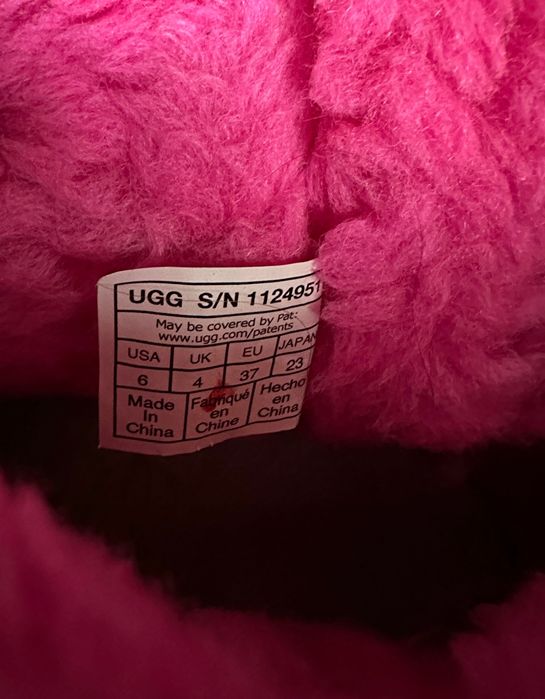 UGG S/N 1124951
May be covered by Pat:
www.ugg.com/patents
USA UK EU JAPAN
6 4 37 23
Made In China
Fabriqué en Chine
Hecho en China